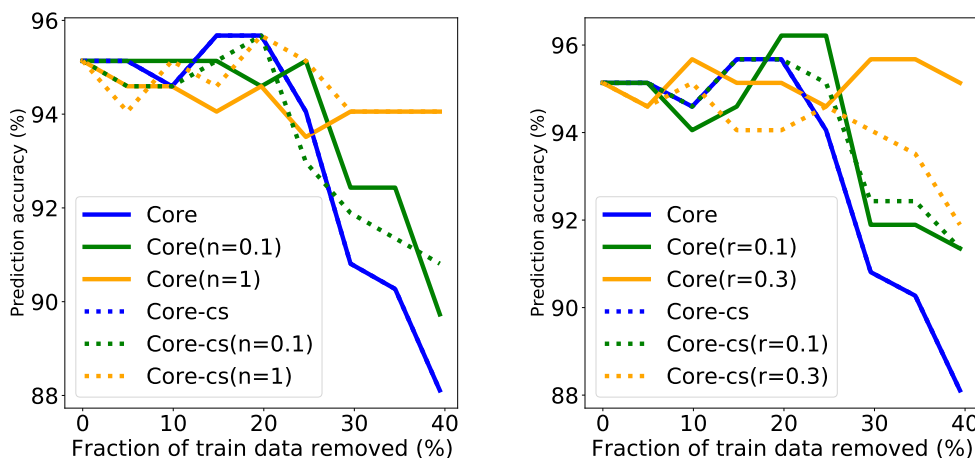 96
94
92
90
88
Prediction accuracy (%)
Core
Core(n=0.1)
Core(n=1)
Core-cs
Core-cs(n=0.1)
Core-cs(n=1)
0 10 20 30 40
Fraction of train data removed (%)
96
94
92
90
88
Prediction accuracy (%)
Core
Core(r=0.1)
Core(r=0.3)
Core-cs
Core-cs(r=0.1)
Core-cs(r=0.3)
0 10 20 30 40
Fraction of train data removed (%)